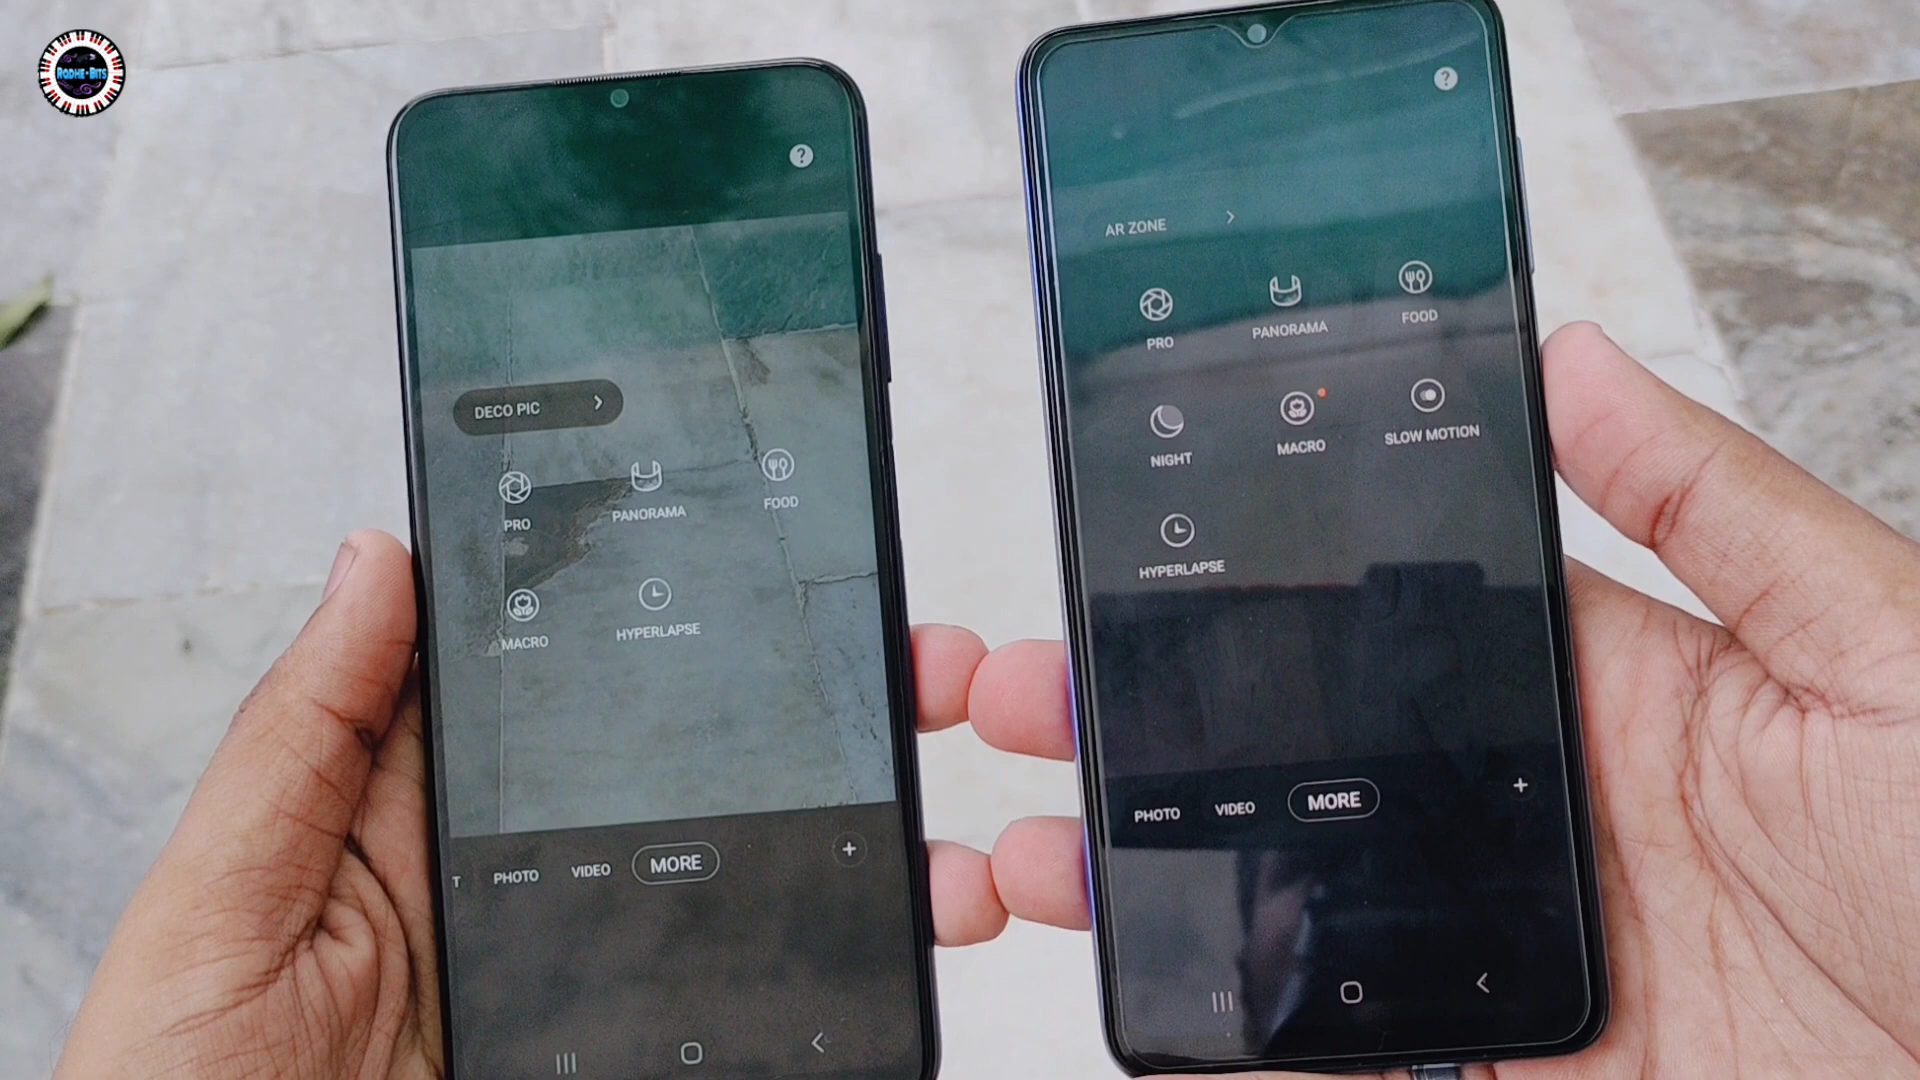 RADHE-BITS
?
DECO PIC >
PRO
PANORAMA
FOOD
MACRO
HYPERLAPSE
T PHOTO VIDEO MORE +
?
AR ZONE >
PRO
PANORAMA
FOOD
NIGHT
MACRO
SLOW MOTION
HYPERLAPSE
PHOTO VIDEO MORE +